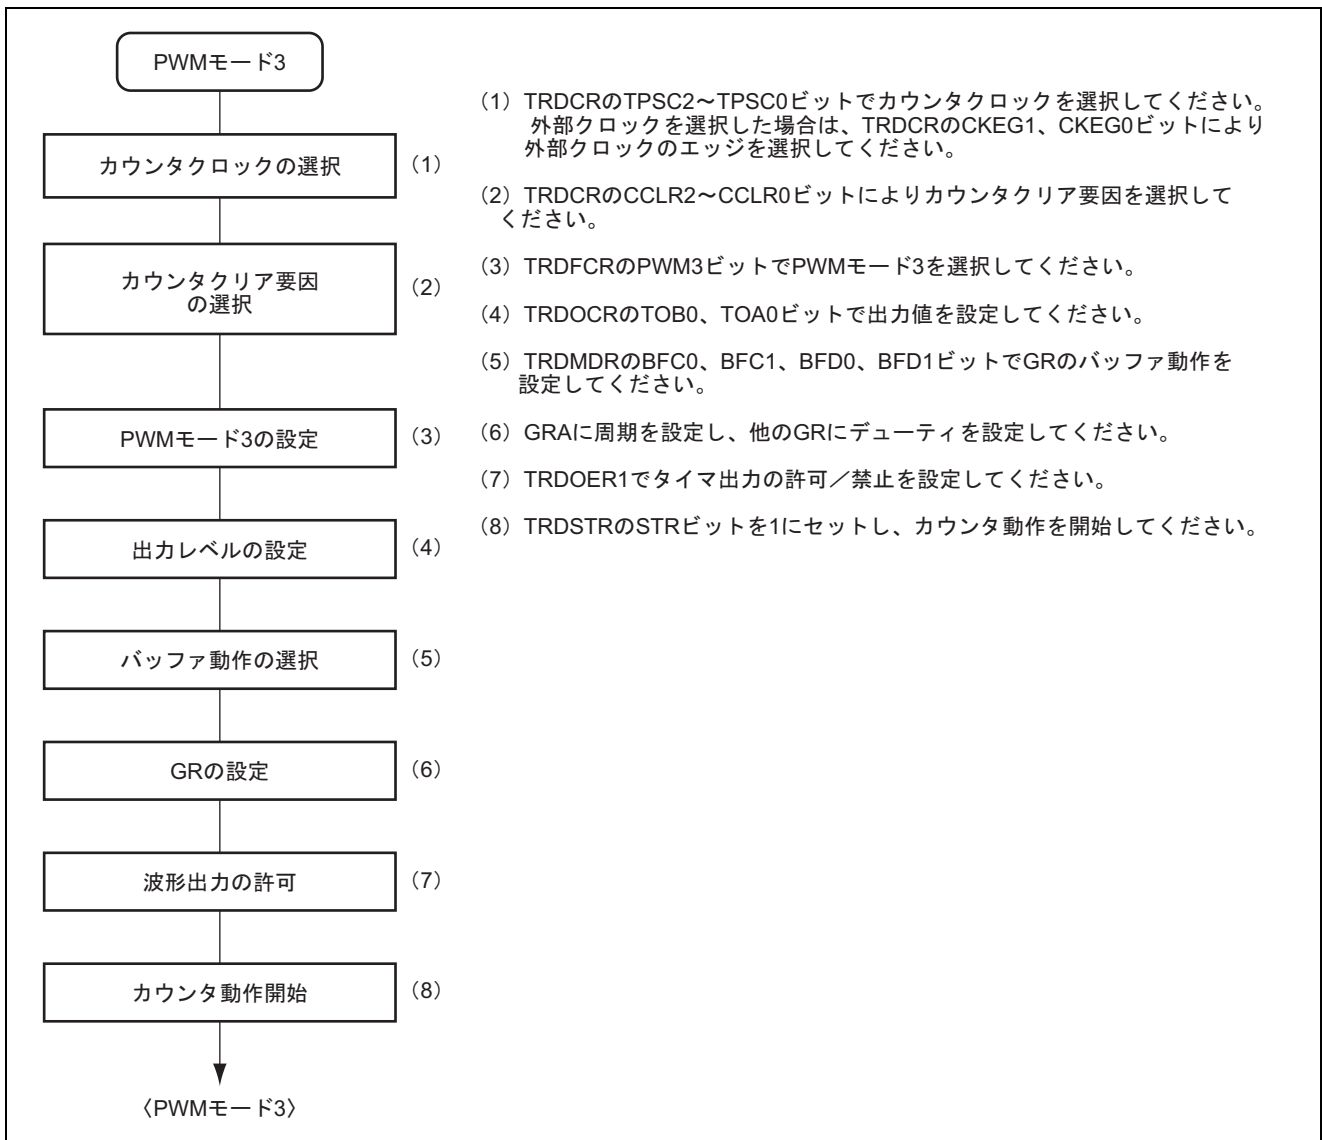 PWMモード3
カウンタクロックの選択
(1)
カウンタクリア要因
の選択
(2)
PWMモード3の設定
(3)
出力レベルの設定
(4)
バッファ動作の選択
(5)
GRの設定
(6)
波形出力の許可
(7)
カウンタ動作開始
(8)
〈PWMモード3〉
(1) TRDCRのTPSC2～TPSC0ビットでカウンタクロックを選択してください。
外部クロックを選択した場合は、TRDCRのCKEG1、CKEG0ビットにより
外部クロックのエッジを選択してください。
(2) TRDCRのCCLR2～CCLR0ビットによりカウンタクリア要因を選択して
ください。
(3) TRDFCRのPWM3ビットでPWMモード3を選択してください。
(4) TRDOCRのTOB0、TOA0ビットで出力値を設定してください。
(5) TRDMDRのBFC0、BFC1、BFD0、BFD1ビットでGRのバッファ動作を
設定してください。
(6) GRAに周期を設定し、他のGRにデューティを設定してください。
(7) TRDOER1でタイマ出力の許可／禁止を設定してください。
(8) TRDSTRのSTRビットを1にセットし、カウンタ動作を開始してください。